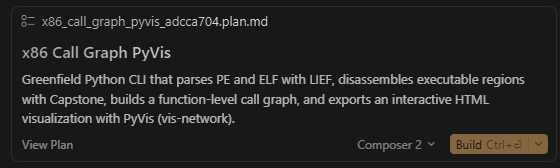 x86_call_graph_pyvis_adcca704.plan.md
x86 Call Graph PyVis
Greenfield Python CLI that parses PE and ELF with LIEF, disassembles executable regions
with Capstone, builds a function-level call graph, and exports an interactive HTML
visualization with PyVis (vis-network).
View Plan Composer 2 Build Ctrl+⏎